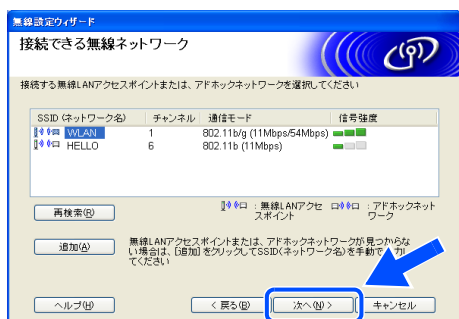 無線設定ウィザード
接続できる無線ネットワーク
接続する無線LANアクセスポイントまたは、アドホックネットワークを選択してください
SSID (ネットワーク名) チャンネル 通信モード 信号強度
WLAN 1 802.11b/g (11Mbps/54Mbps)
HELLO 6 802.11b (11Mbps)
再検索(R) :無線LANアクセスポイント :アドホックネットワーク
追加(A) 無線LANアクセスポイントまたは、アドホックネットワークが見つからな
い場合は、[追加]をクリックしてSSID(ネットワーク名)を手動で
てください
ヘルプ(H) < 戻る(B) 次へ(N) > キャンセル